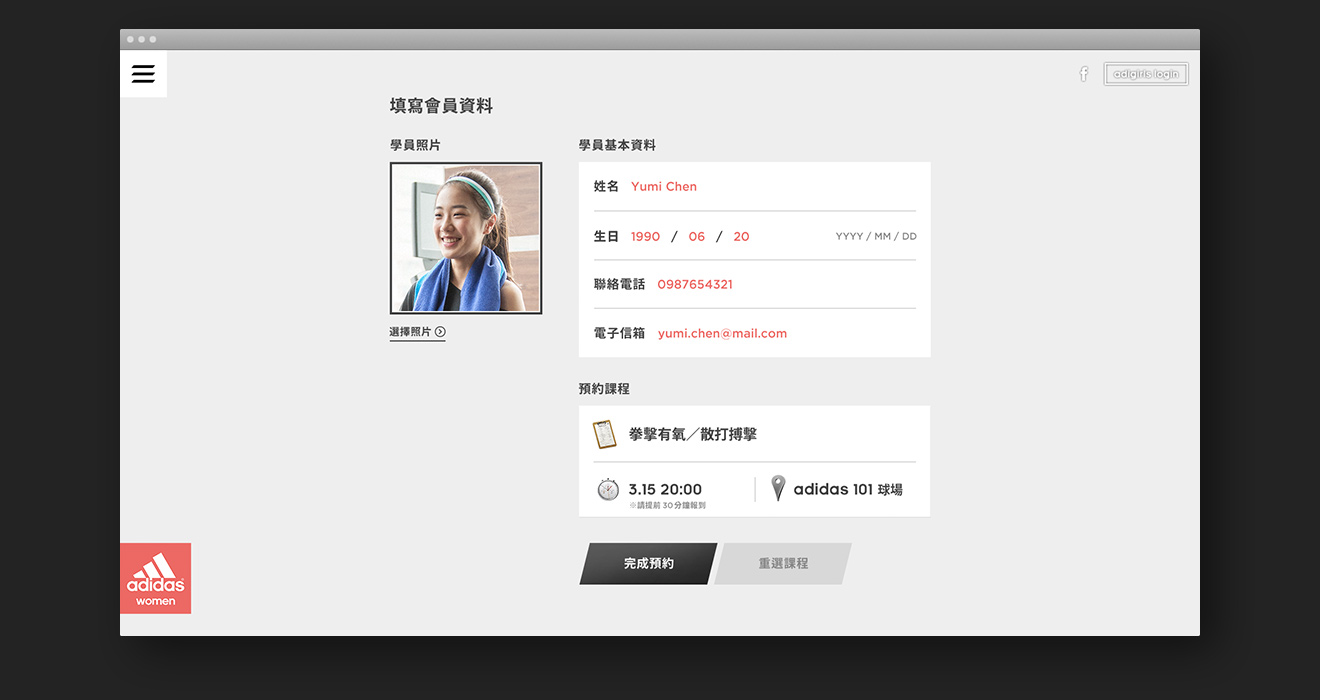 adigirls login
填寫會員資料
學員照片
選擇照片
學員基本資料
姓名 Yumi Chen
生日 1990 / 06 / 20 YYYY / MM / DD
聯絡電話 0987654321
電子信箱 yumi.chen@mail.com
預約課程
拳擊有氧／散打搏擊
3.15 20:00
※請提前 30 分鐘報到
adidas 101 球場
完成預約
重選課程
adidas
women